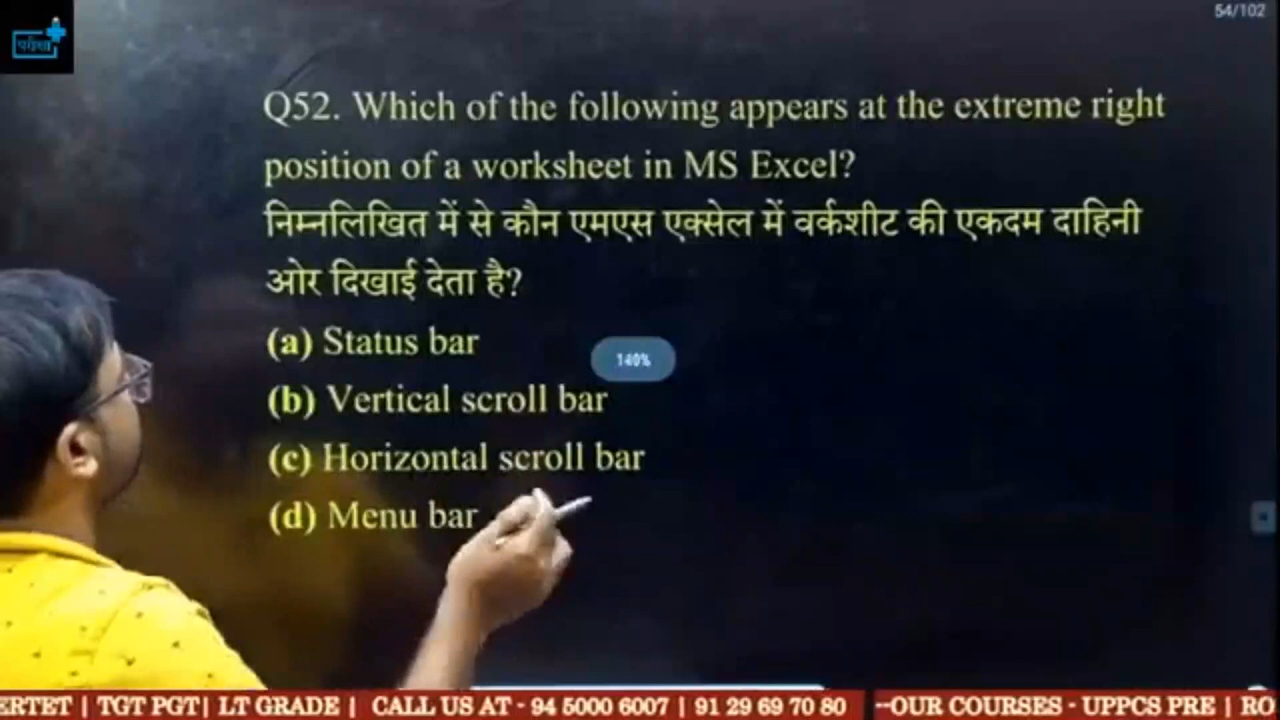 54/102
परीक्षा
Q52. Which of the following appears at the extreme right
position of a worksheet in MS Excel?
निम्नलिखित में से कौन एमएस एक्सेल में वर्कशीट की एकदम दाहिनी
ओर दिखाई देता है?
(a) Status bar
140%
(b) Vertical scroll bar
(c) Horizontal scroll bar
(d) Menu bar
ERTET | TGT PGT| LT GRADE | CALL US AT - 94 5000 6007 | 91 29 69 70 80 --OUR COURSES - UPPCS PRE | RO